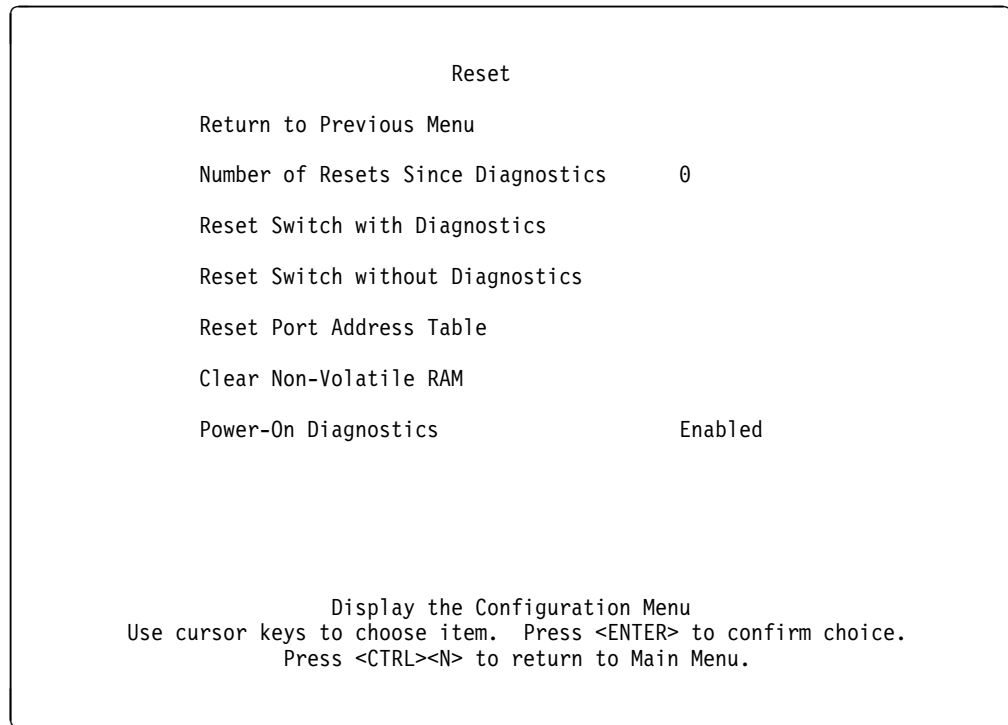 Reset
Return to Previous Menu
Number of Resets Since Diagnostics 0
Reset Switch with Diagnostics
Reset Switch without Diagnostics
Reset Port Address Table
Clear Non-Volatile RAM
Power-On Diagnostics Enabled
Display the Configuration Menu
Use cursor keys to choose item. Press <ENTER> to confirm choice.
Press <CTRL><N> to return to Main Menu.